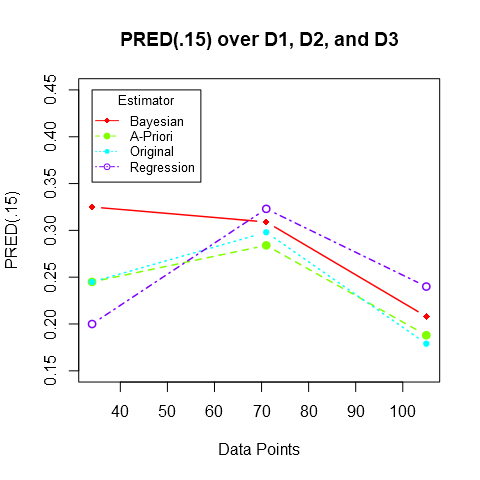 PRED(.15) over D1, D2, and D3
PRED(.15)
0.45
0.40
0.35
0.30
0.25
0.20
0.15
Estimator
Bayesian
A-Priori
Original
Regression
40 50 60 70 80 90 100
Data Points